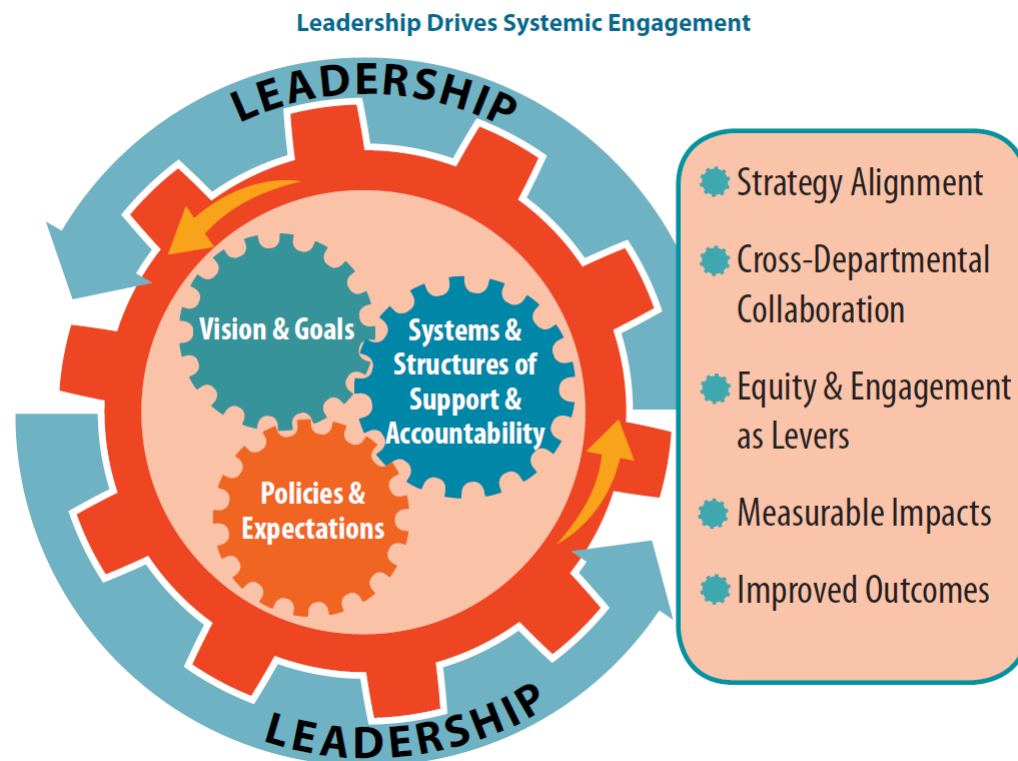 Leadership Drives Systemic Engagement
LEADERSHIP
Vision & Goals
Systems &
Structures of
Support &
Accountability
Policies &
Expectations
LEADERSHIP
Strategy Alignment
Cross-Departmental
Collaboration
Equity & Engagement
as Levers
Measurable Impacts
Improved Outcomes